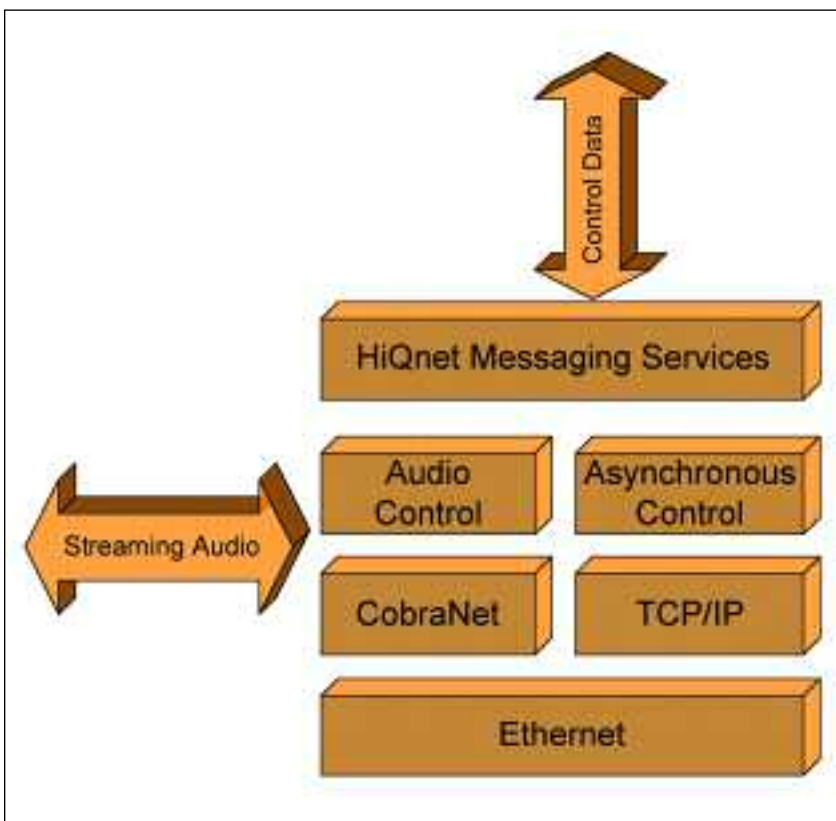 Control Data
HiQnet Messaging Services
Audio
Control
Asynchronous
Control
Streaming Audio
CobraNet
TCP/IP
Ethernet